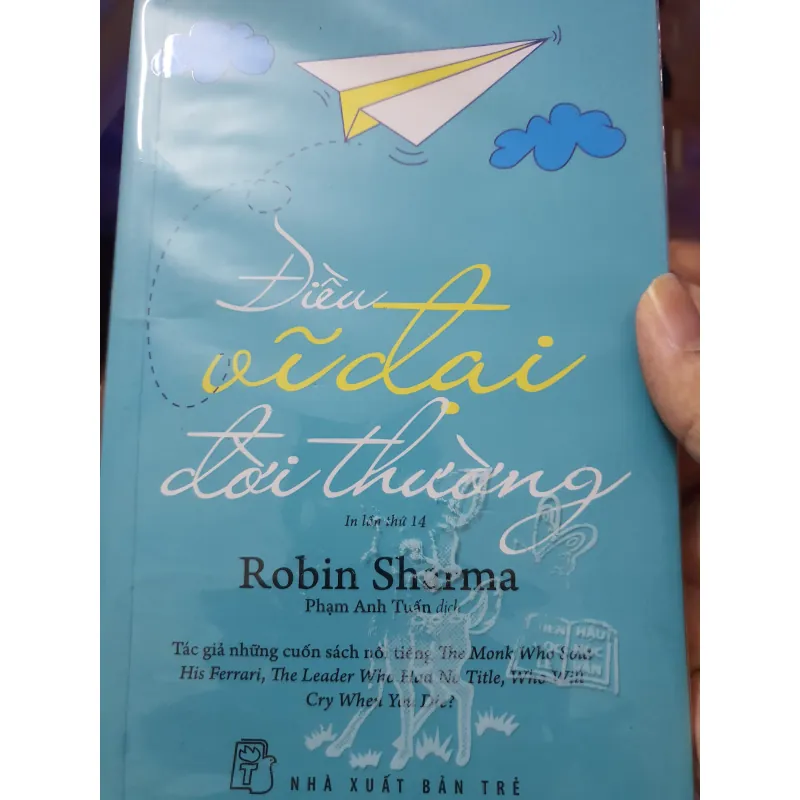 Điều
vĩ đại
đời thường
In lần thứ 14
Robin Sharma
Phạm Anh Tuấn dịch
Tác giả những cuốn sách nổi tiếng The Monk Who Sold
His Ferrari, The Leader Who Had No Title, Who Will
Cry When You Die?
NHÀ XUẤT BẢN TRẺ